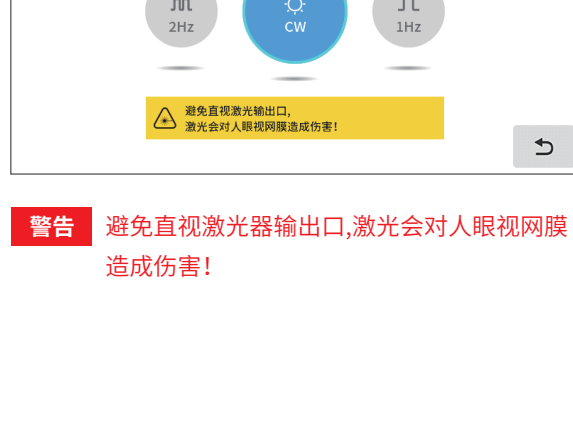 2Hz
CW
1Hz
避免直视激光输出口,
激光会对人眼视网膜造成伤害!
警告
避免直视激光器输出口,激光会对人眼视网膜
造成伤害!